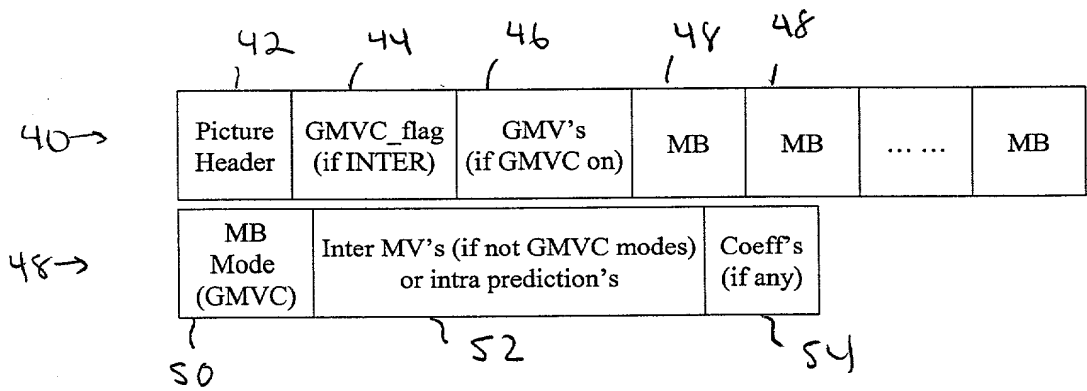 42 44 46 48 48
40→
Picture Header
GMVC_flag (if INTER)
GMV's (if GMVC on)
MB
MB
... ...
MB
48→
MB Mode (GMVC)
Inter MV's (if not GMVC modes) or intra prediction's
Coeff's (if any)
50 52 54